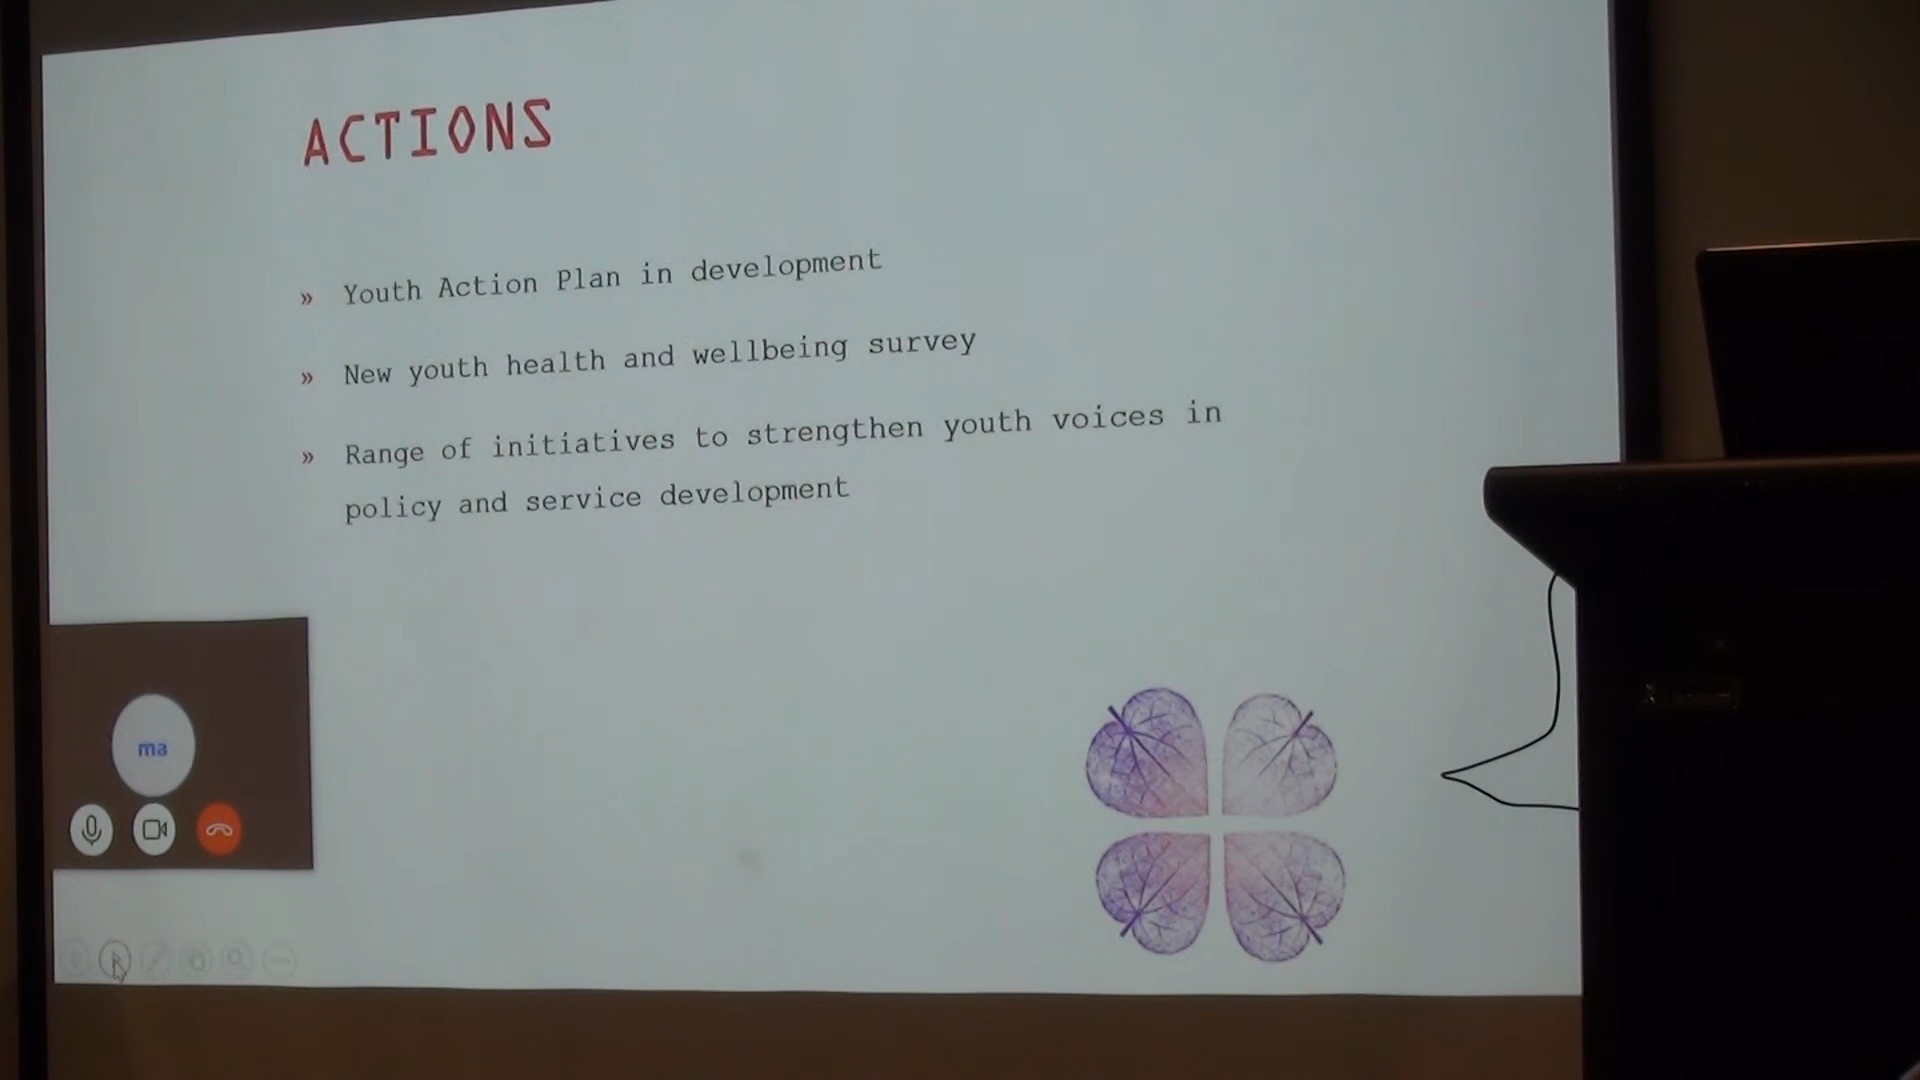 ACTIONS
» Youth Action Plan in development
» New youth health and wellbeing survey
» Range of initiatives to strengthen youth voices in
policy and service development
ma